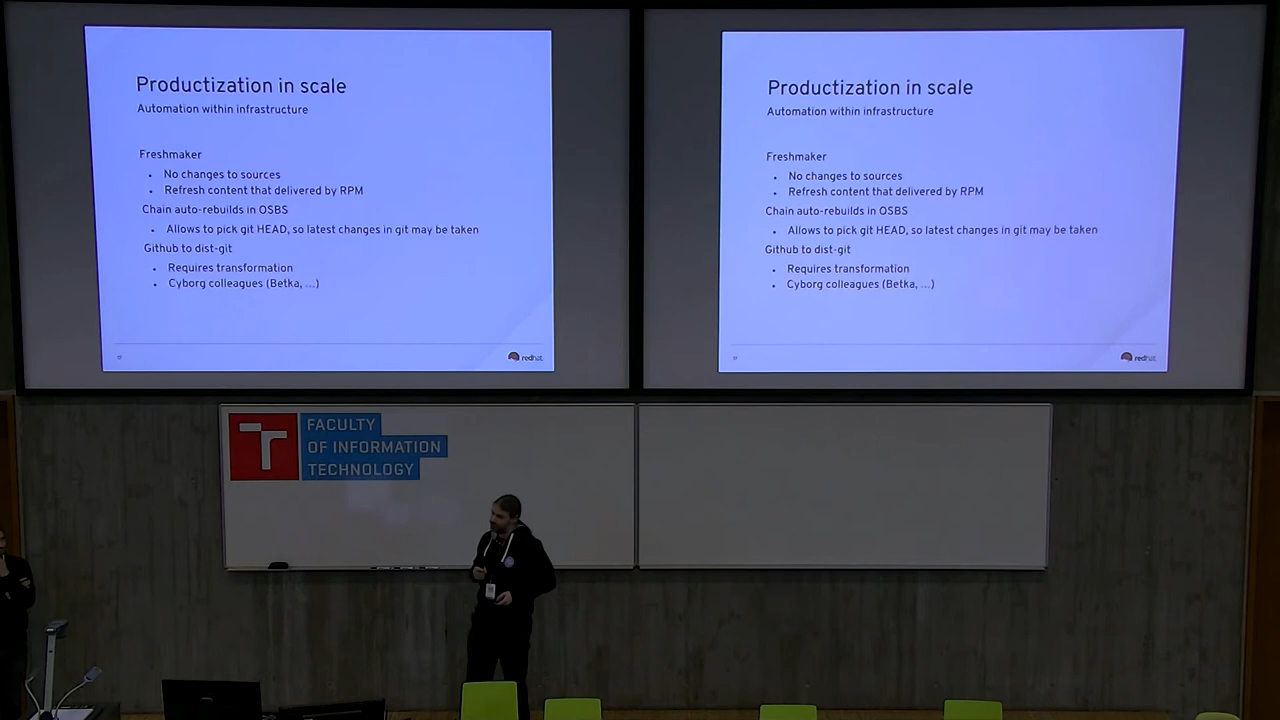 Productization in scale
Automation within infrastructure
Freshmaker
No changes to sources
Refresh content that delivered by RPM
Chain auto-rebuilds in OSBS
Allows to pick git HEAD, so latest changes in git may be taken
Github to dist-git
Requires transformation
Cyborg colleagues (Betka, ...)
redhat
Productization in scale
Automation within infrastructure
Freshmaker
No changes to sources
Refresh content that delivered by RPM
Chain auto-rebuilds in OSBS
Allows to pick git HEAD, so latest changes in git may be taken
Github to dist-git
Requires transformation
Cyborg colleagues (Betka, ...)
redhat
FACULTY
OF INFORMATION
TECHNOLOGY